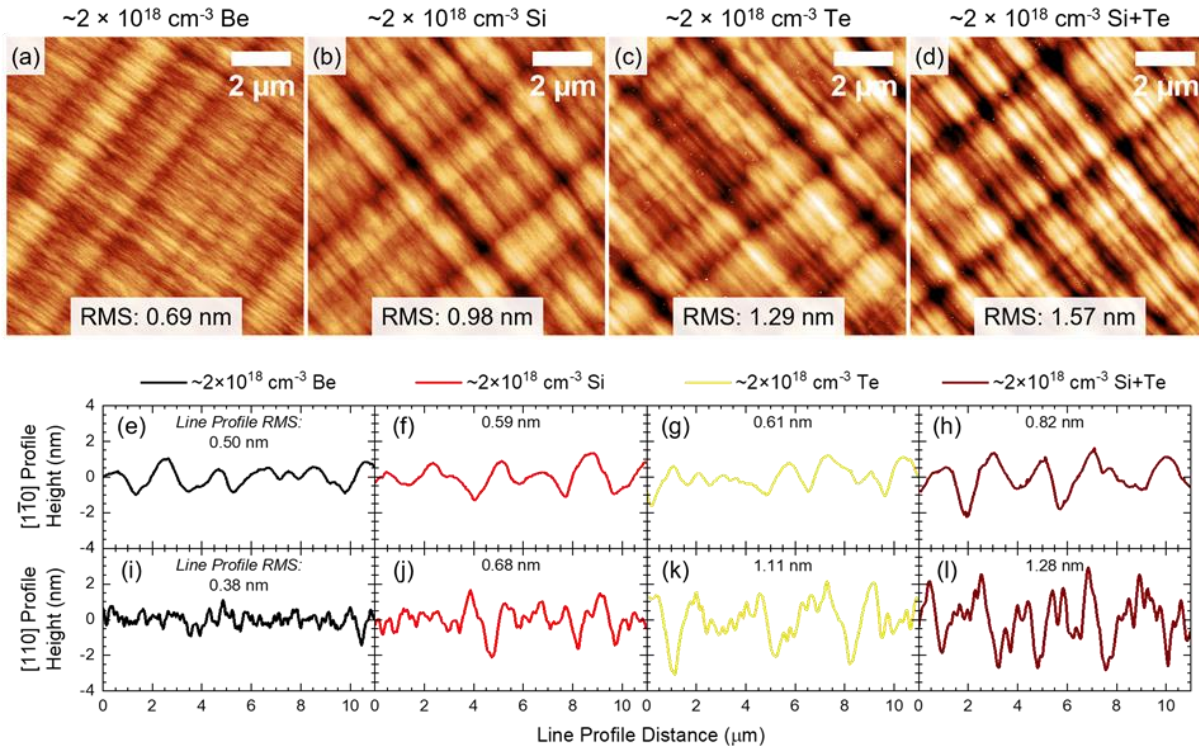 ~2 × 10¹⁸ cm⁻³ Be ~2 × 10¹⁸ cm⁻³ Si ~2 × 10¹⁸ cm⁻³ Te ~2 × 10¹⁸ cm⁻³ Si+Te
(a) 2 µm (b) 2 µm (c) 2 µm (d) 2 µm
RMS: 0.69 nm RMS: 0.98 nm RMS: 1.29 nm RMS: 1.57 nm
~2×10¹⁸ cm⁻³ Be ~2×10¹⁸ cm⁻³ Si ~2×10¹⁸ cm⁻³ Te ~2×10¹⁸ cm⁻³ Si+Te
[11̄0] Profile
Height (nm)
4
2
0
-2
-4
(e) Line Profile RMS:
0.50 nm
(f) 0.59 nm
(g) 0.61 nm
(h) 0.82 nm
[110] Profile
Height (nm)
2
0
-2
-4
(i) Line Profile RMS:
0.38 nm
(j) 0.68 nm
(k) 1.11 nm
(l) 1.28 nm
0 2 4 6 8 10 0 2 4 6 8 10 0 2 4 6 8 10 0 2 4 6 8 10
Line Profile Distance (µm)